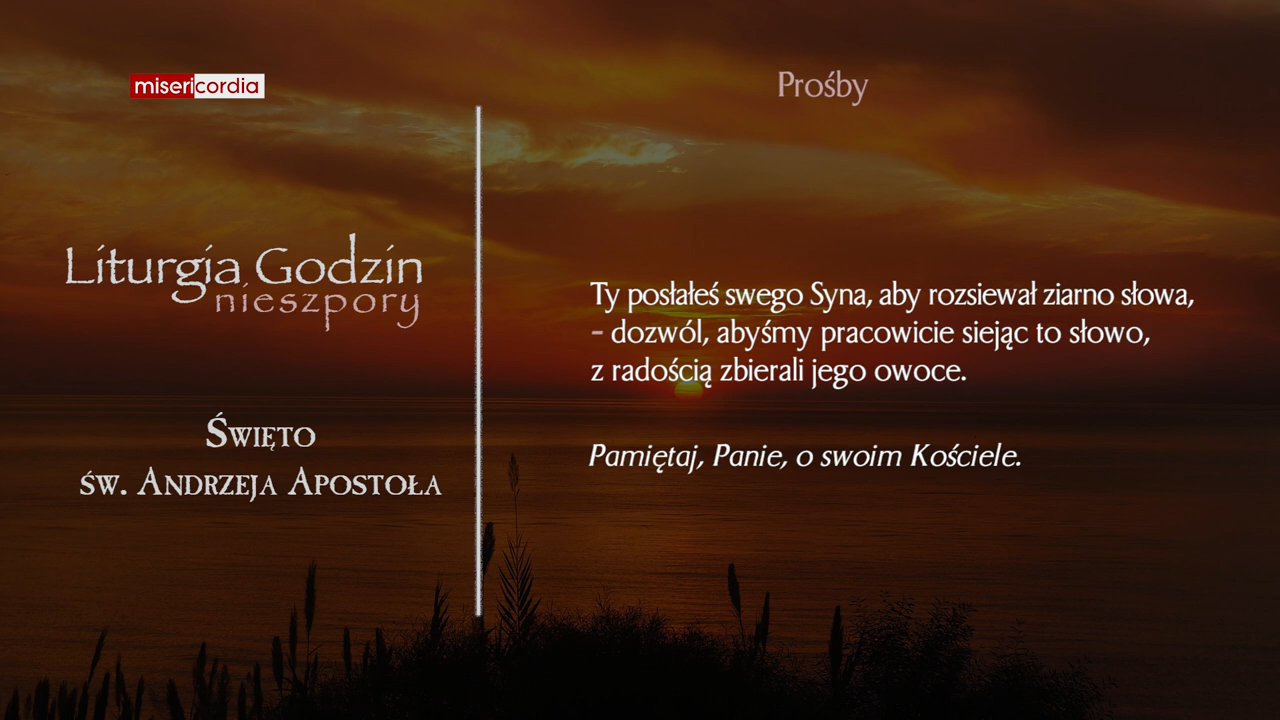 misericordia
Liturgia Godzin
nieszpory
Święto
św. Andrzeja Apostoła
Prośby
Ty posłałeś swego Syna, aby rozsiewał ziarno słowa,
– dozwól, abyśmy pracowicie siejąc to słowo,
z radością zbierali jego owoce.
Pamiętaj, Panie, o swoim Kościele.